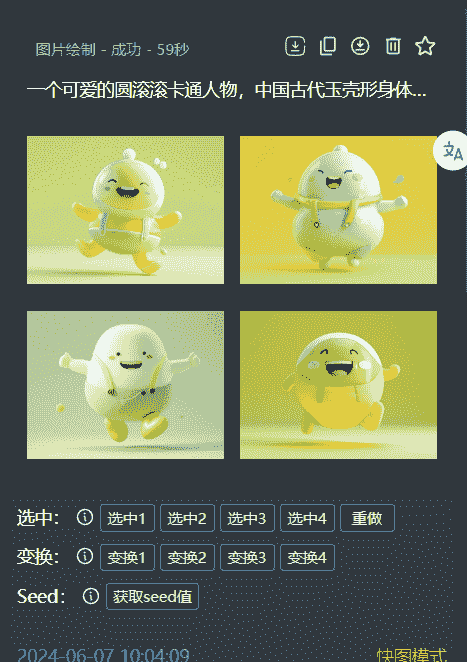 图片绘制 - 成功 - 59秒
一个可爱的圆滚滚卡通人物，中国古代玉壳形身体...
文A
选中： 选中1 选中2 选中3 选中4 重做
变换： 变换1 变换2 变换3 变换4
Seed： 获取seed值
2024-06-07 10:04:09 快图模式